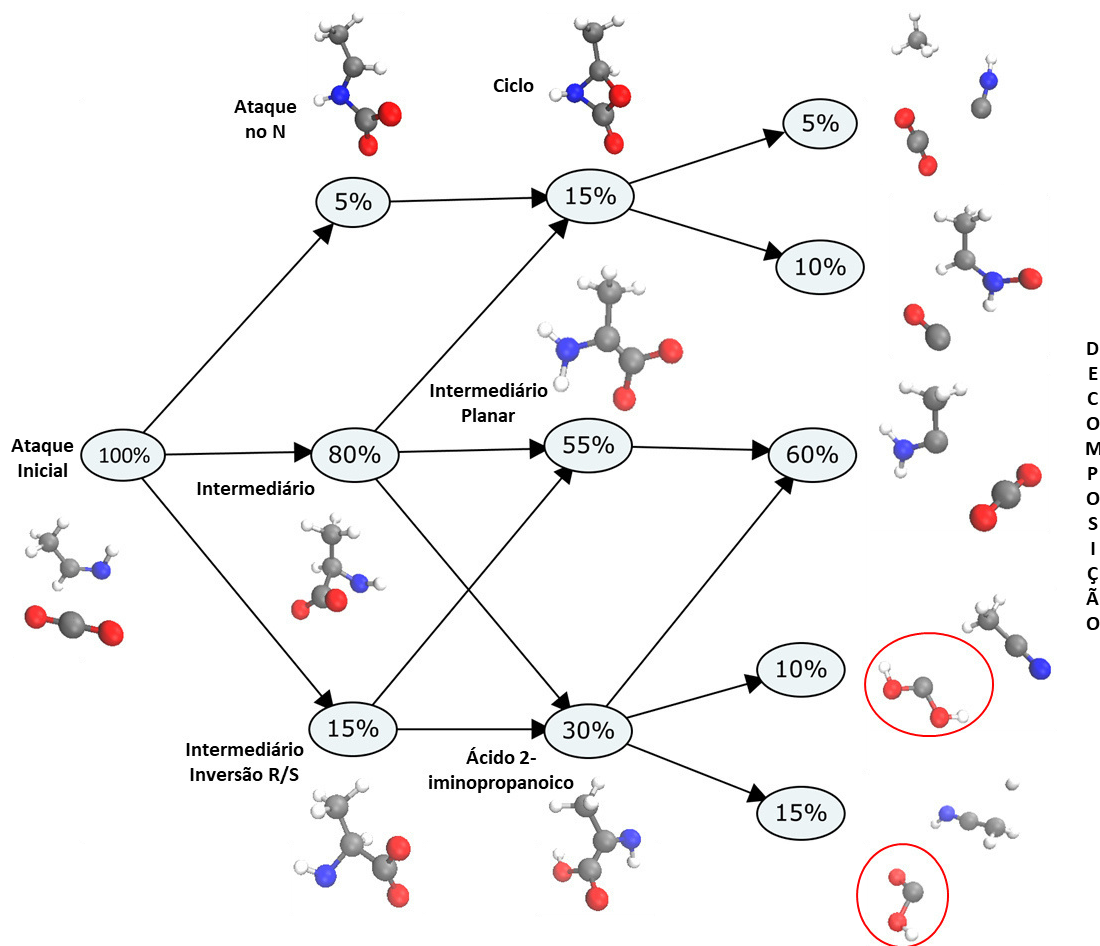 Ataque
no N
Ciclo
5%
15%
5%
10%
Intermediário
Planar
Ataque
Inicial
100%
80%
55%
60%
Intermediário
10%
15%
30%
Intermediário
Inversão R/S
Ácido 2-
iminopropanoico
15%
D
E
C
O
M
P
O
S
I
Ç
Ã
O